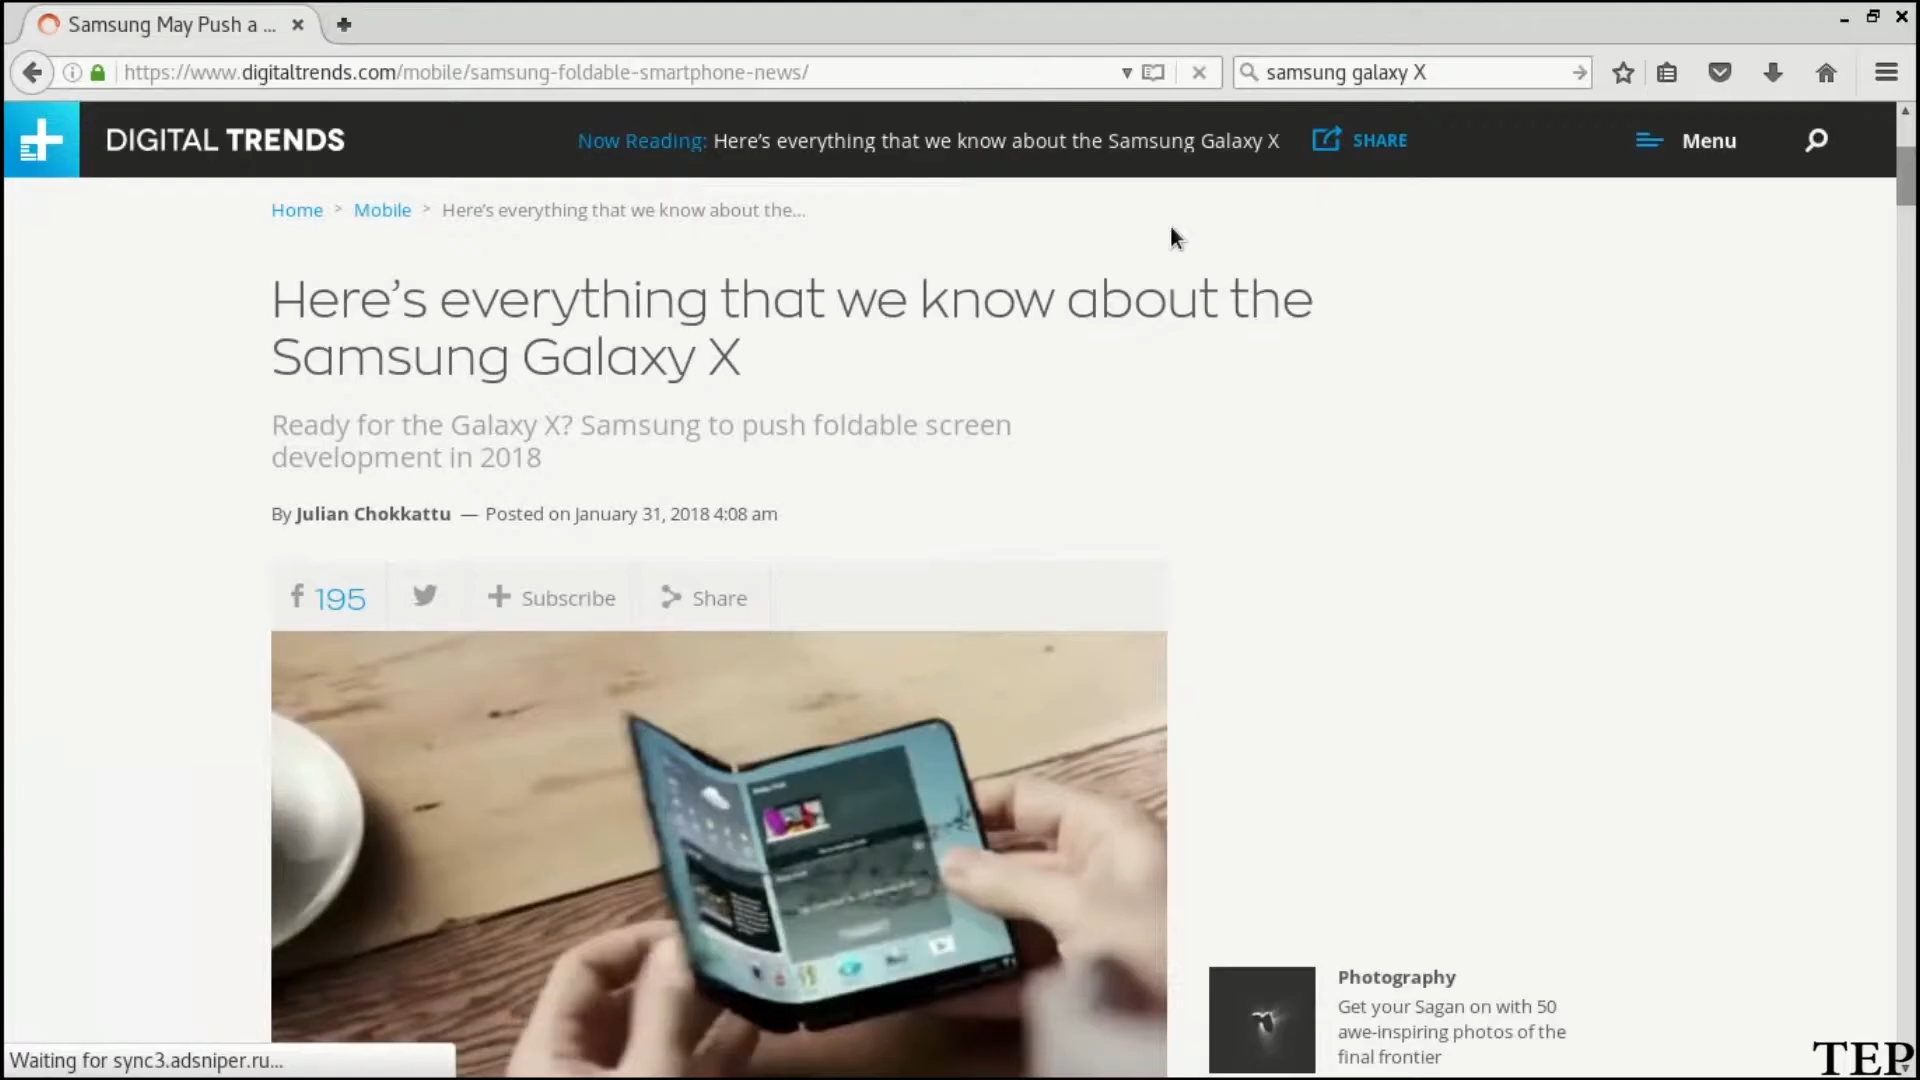 Samsung May Push a ...
https://www.digitaltrends.com/mobile/samsung-foldable-smartphone-news/
samsung galaxy X
DIGITAL TRENDS
Now Reading: Here's everything that we know about the Samsung Galaxy X
SHARE
Menu
Home > Mobile > Here's everything that we know about the...
Here's everything that we know about the
Samsung Galaxy X
Ready for the Galaxy X? Samsung to push foldable screen
development in 2018
By Julian Chokkattu — Posted on January 31, 2018 4:08 am
195
Subscribe
Share
Photography
Get your Sagan on with 50
awe-inspiring photos of the
final frontier
Waiting for sync3.adsniper.ru...
TEP